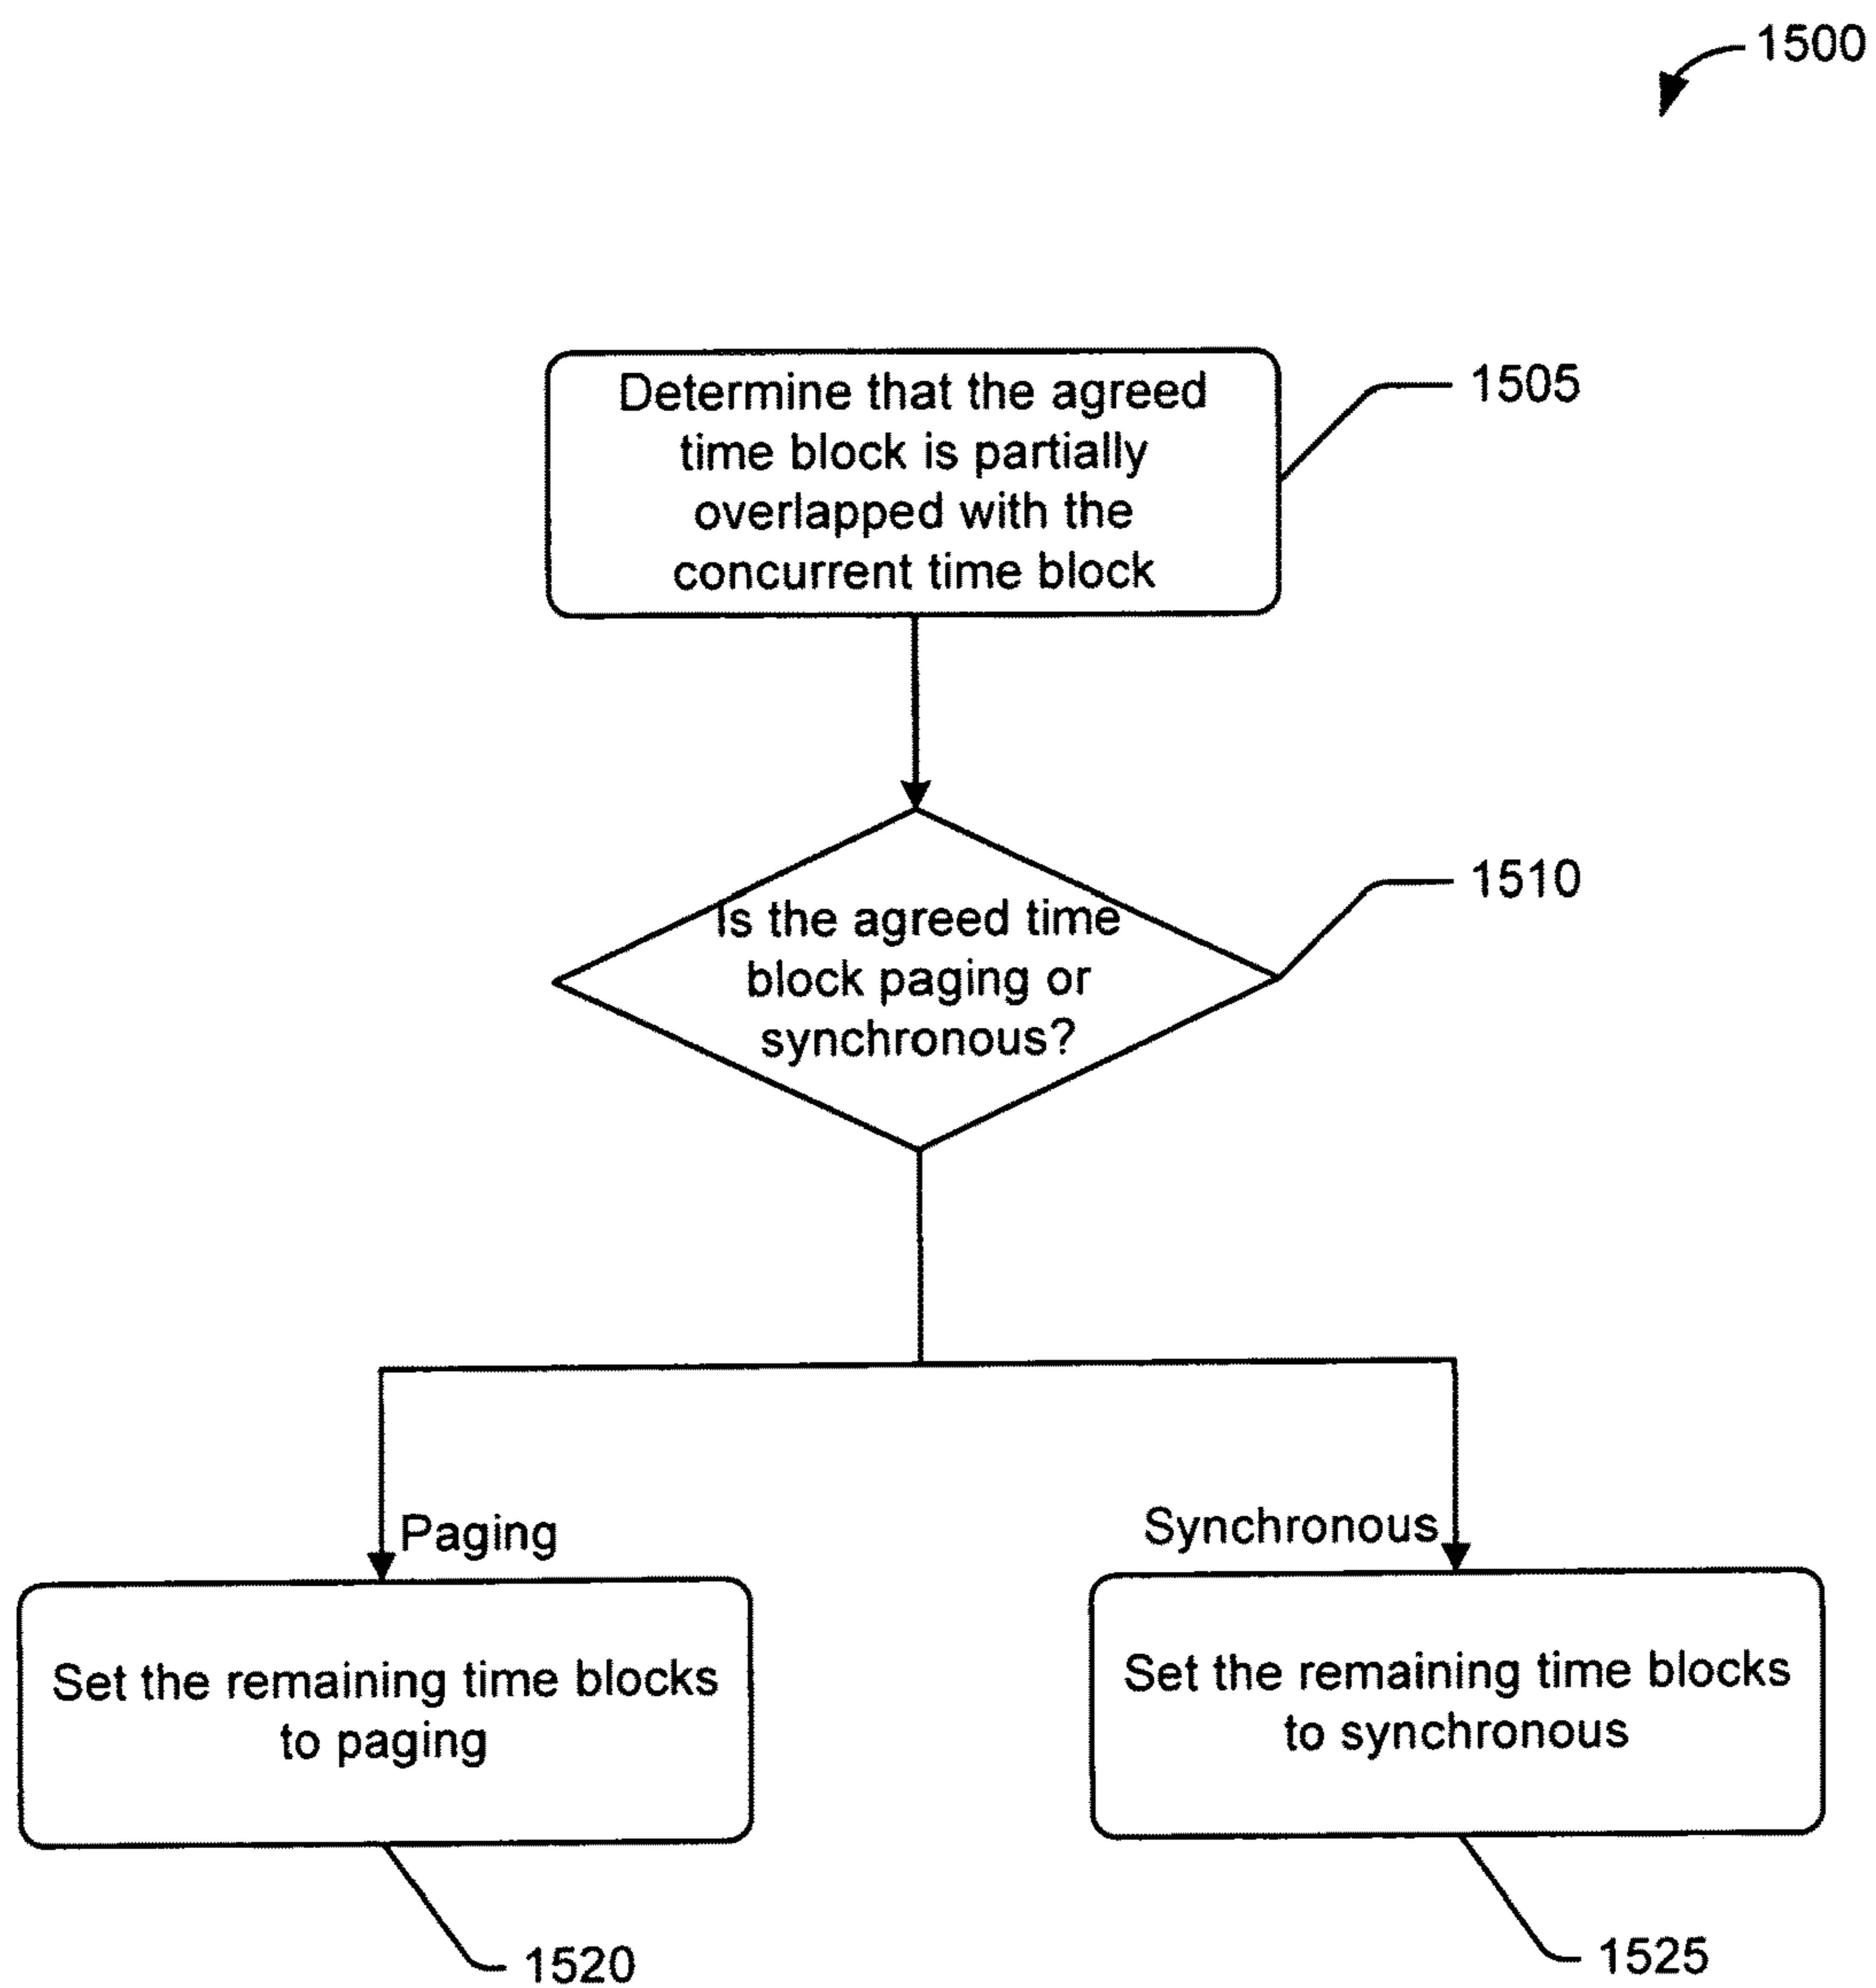 1500
Determine that the agreed
time block is partially
overlapped with the
concurrent time block
1505
Is the agreed time
block paging or
synchronous?
1510
Paging
Synchronous
Set the remaining time blocks
to paging
Set the remaining time blocks
to synchronous
1520
1525